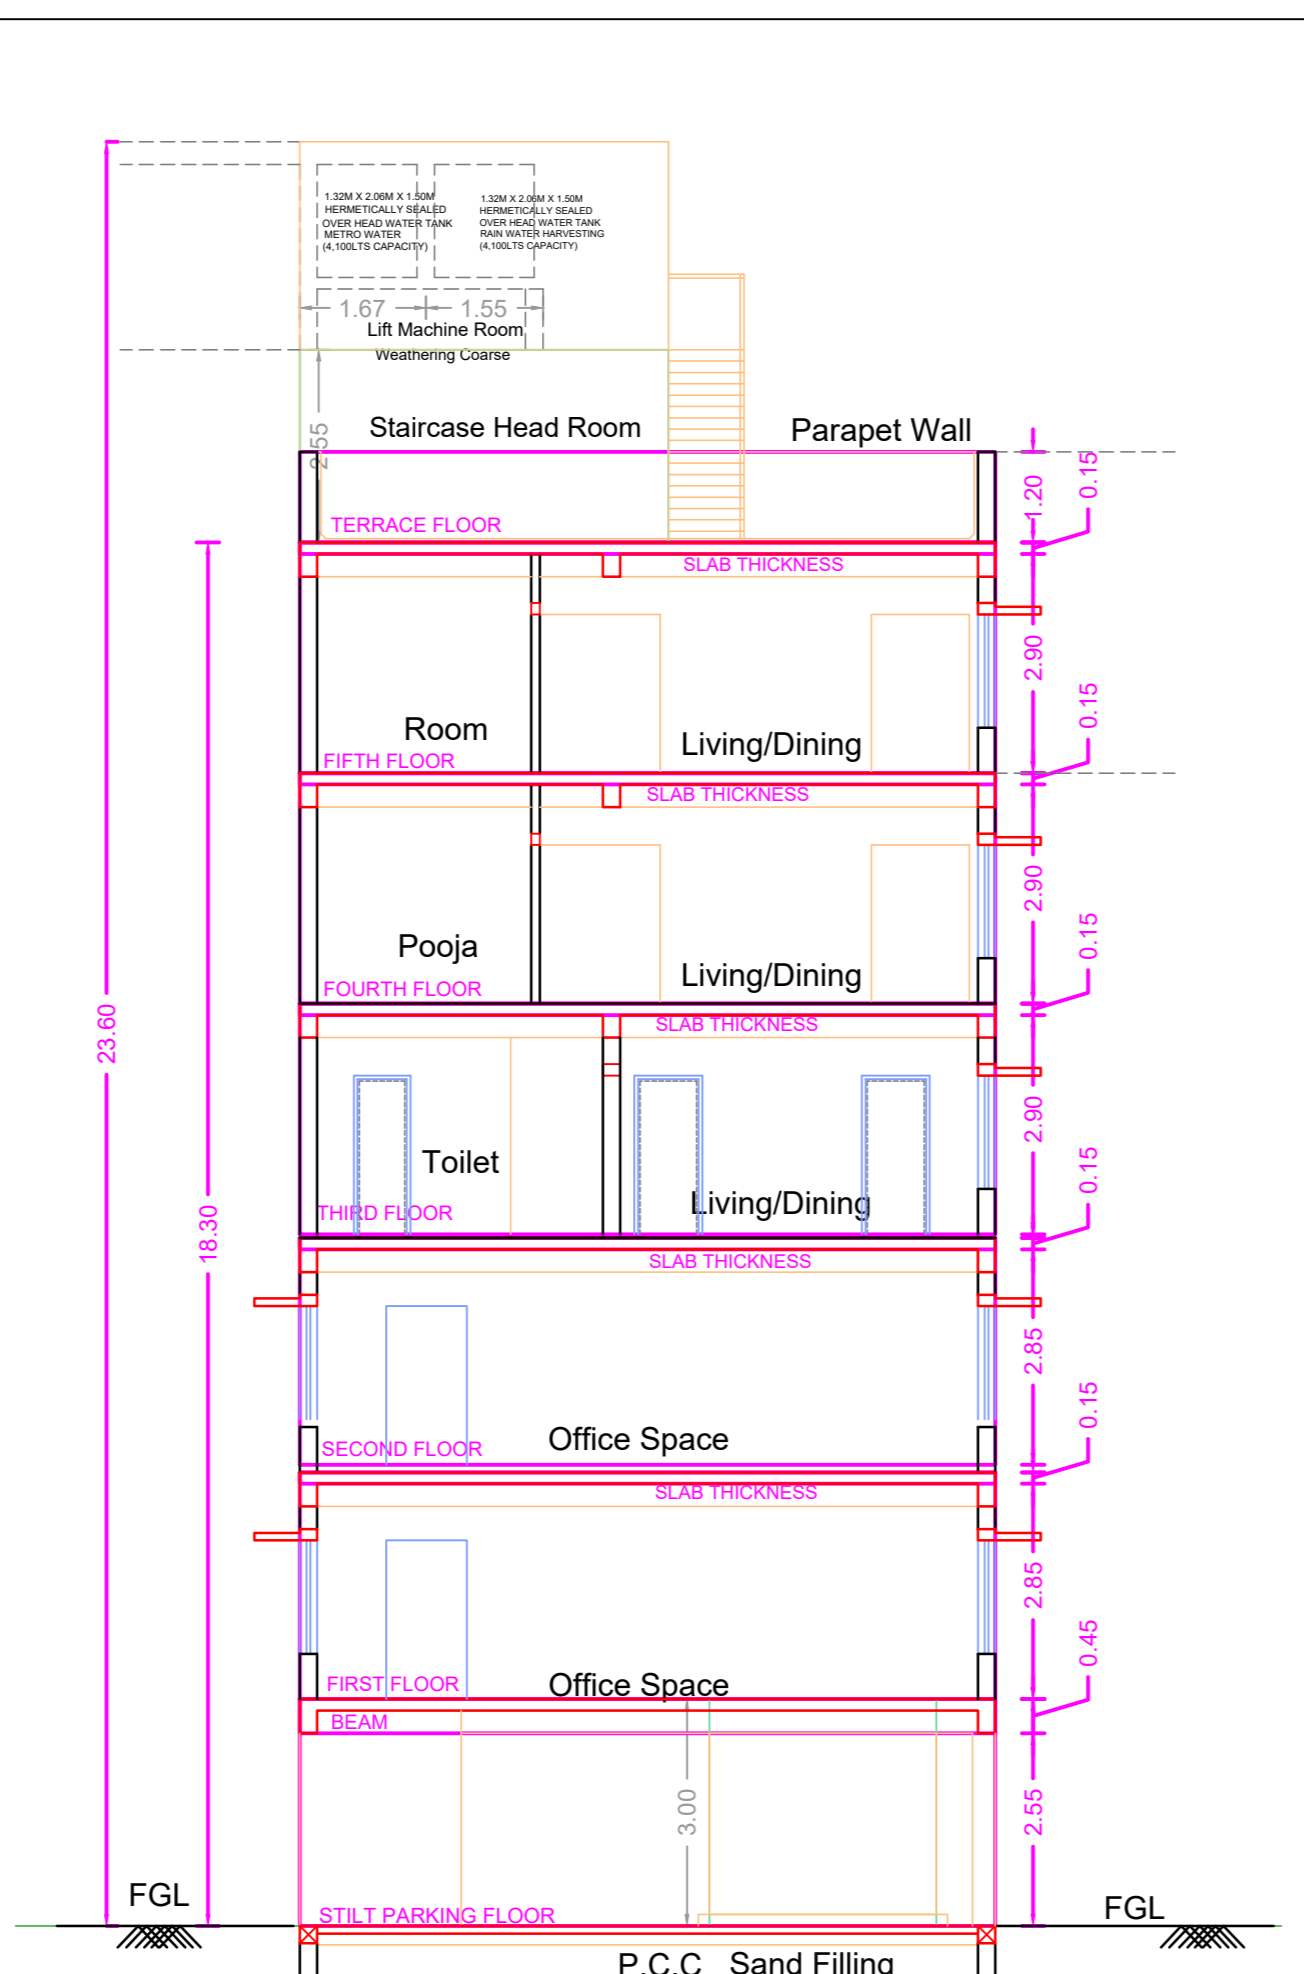 1.32M X 2.06M X 1.50M
HERMETICALLY SEALED
OVER HEAD WATER TANK
METRO WATER
(4,100LTS CAPACITY)
1.32M X 2.06M X 1.50M
HERMETICALLY SEALED
OVER HEAD WATER TANK
RAIN WATER HARVESTING
(4,100LTS CAPACITY)
1.67
1.55
Lift Machine Room
Weathering Coarse
2.55
Staircase Head Room
Parapet Wall
1.20
0.15
TERRACE FLOOR
SLAB THICKNESS
2.90
Room
Living/Dining
0.15
FIFTH FLOOR
SLAB THICKNESS
2.90
Pooja
Living/Dining
0.15
FOURTH FLOOR
SLAB THICKNESS
23.60
2.90
Toilet
Living/Dining
0.15
THIRD FLOOR
18.30
SLAB THICKNESS
2.85
Office Space
0.15
SECOND FLOOR
SLAB THICKNESS
2.85
Office Space
0.45
FIRST FLOOR
BEAM
3.00
2.55
FGL
FGL
STILT PARKING FLOOR
P.C.C Sand Filling